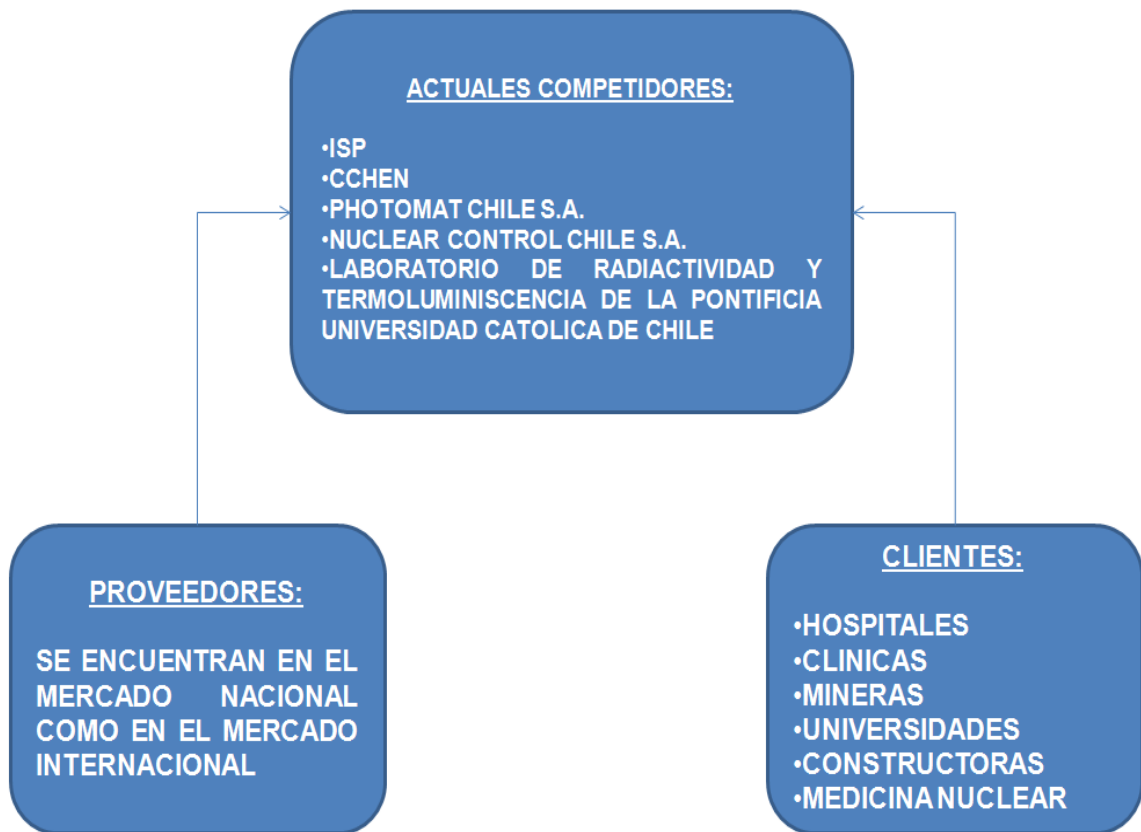 ACTUALES COMPETIDORES:
•ISP
•CCHEN
•PHOTOMAT CHILE S.A.
•NUCLEAR CONTROL CHILE S.A.
•LABORATORIO DE RADIACTIVIDAD Y
TERMOLUMINISCENCIA DE LA PONTIFICIA
UNIVERSIDAD CATOLICA DE CHILE
PROVEEDORES:
SE ENCUENTRAN EN EL
MERCADO NACIONAL
COMO EN EL MERCADO
INTERNACIONAL
CLIENTES:
•HOSPITALES
•CLINICAS
•MINERAS
•UNIVERSIDADES
•CONSTRUCTORAS
•MEDICINA NUCLEAR